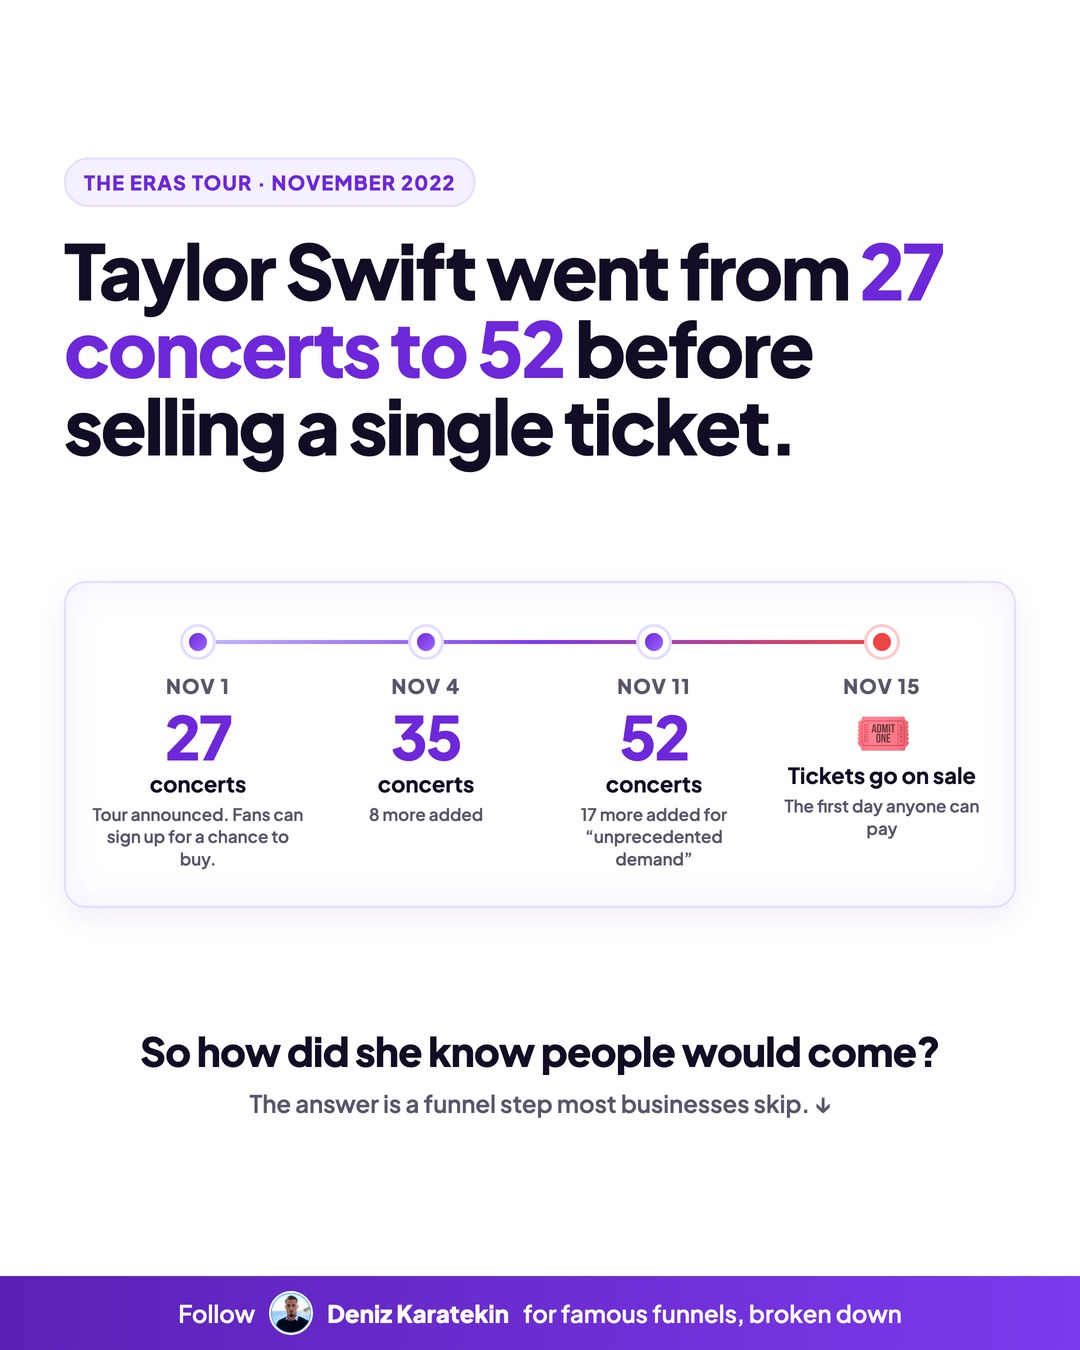 THE ERAS TOUR · NOVEMBER 2022
Taylor Swift went from 27
concerts to 52 before
selling a single ticket.
NOV 1
27
concerts
Tour announced. Fans can
sign up for a chance to
buy.
NOV 4
35
concerts
8 more added
NOV 11
52
concerts
17 more added for
“unprecedented
demand”
NOV 15
ADMIT
ONE
Tickets go on sale
The first day anyone can
pay
So how did she know people would come?
The answer is a funnel step most businesses skip. ↓
Follow Deniz Karatekin for famous funnels, broken down